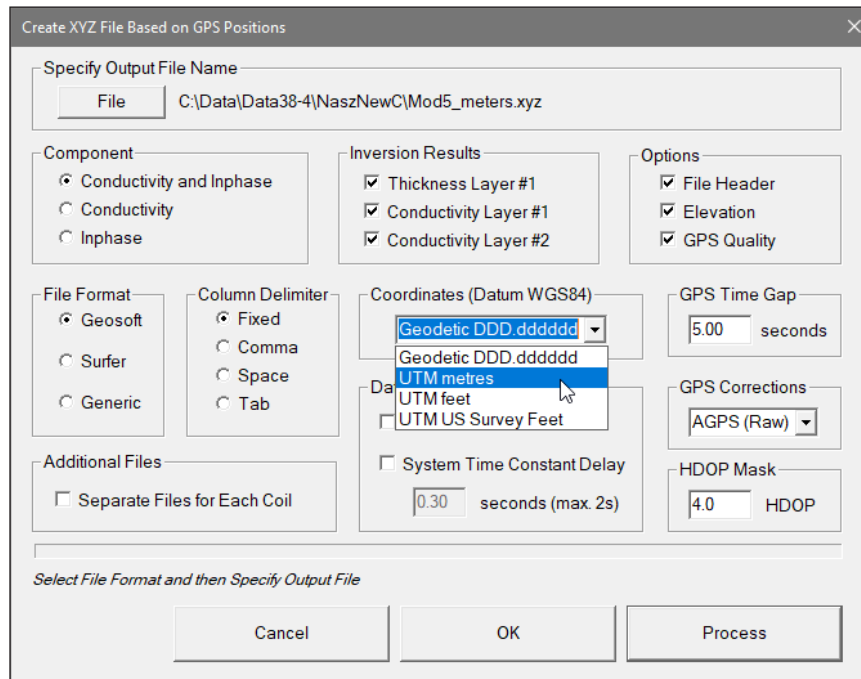 Create XYZ File Based on GPS Positions
Specify Output File Name
File C:\Data\Data38-4\NaszNewC\Mod5_meters.xyz
Component
Conductivity and Inphase
Conductivity
Inphase
Inversion Results
Thickness Layer #1
Conductivity Layer #1
Conductivity Layer #2
Options
File Header
Elevation
GPS Quality
File Format
Geosoft
Surfer
Generic
Column Delimiter
Fixed
Comma
Space
Tab
Coordinates (Datum WGS84)
Geodetic DDD.dddddd
Geodetic DDD.dddddd
UTM metres
UTM feet
UTM US Survey Feet
System Time Constant Delay
0.30 seconds (max. 2s)
GPS Time Gap
5.00 seconds
GPS Corrections
AGPS (Raw)
HDOP Mask
4.0 HDOP
Additional Files
Separate Files for Each Coil
Select File Format and then Specify Output File
Cancel OK Process